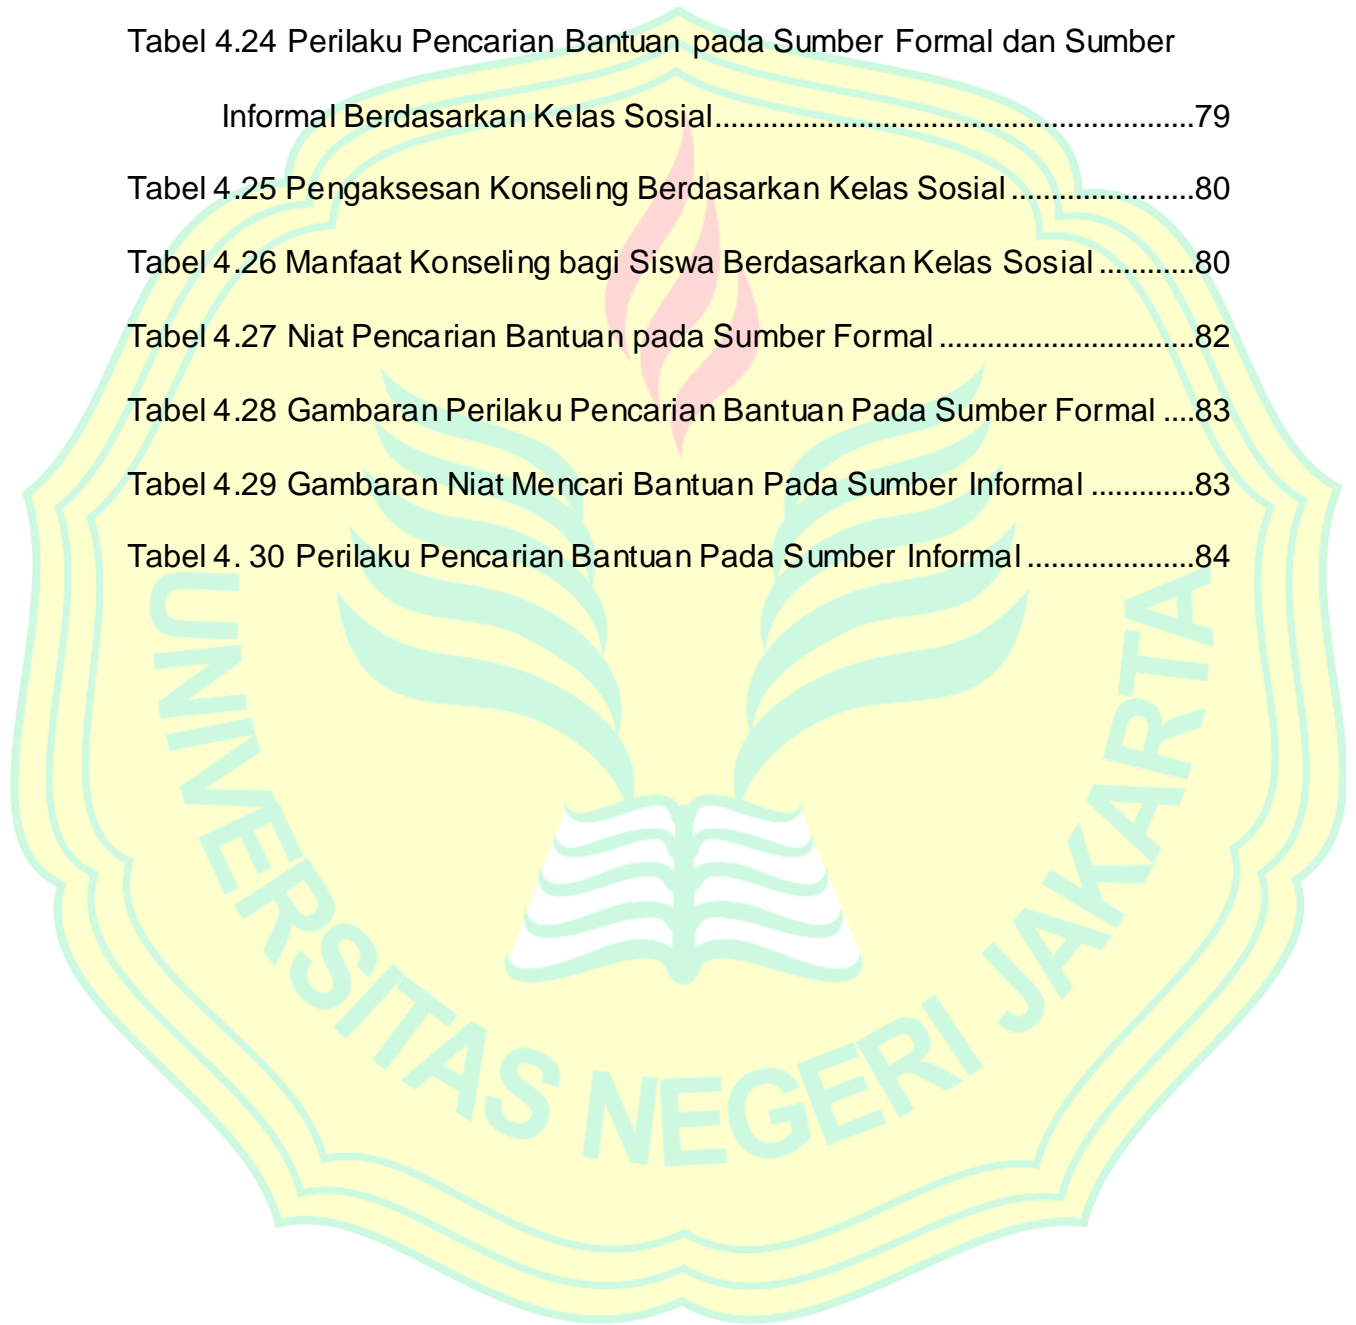 Tabel 4.24 Perilaku Pencarian Bantuan pada Sumber Formal dan Sumber
Informal Berdasarkan Kelas Sosial..........................................................79
Tabel 4.25 Pengaksesan Konseling Berdasarkan Kelas Sosial .......................80
Tabel 4.26 Manfaat Konseling bagi Siswa Berdasarkan Kelas Sosial ............80
Tabel 4.27 Niat Pencarian Bantuan pada Sumber Formal ................................82
Tabel 4.28 Gambaran Perilaku Pencarian Bantuan Pada Sumber Formal ....83
Tabel 4.29 Gambaran Niat Mencari Bantuan Pada Sumber Informal .............83
Tabel 4. 30 Perilaku Pencarian Bantuan Pada Sumber Informal .....................84
UNIVERSITAS NEGERI JAKARTA